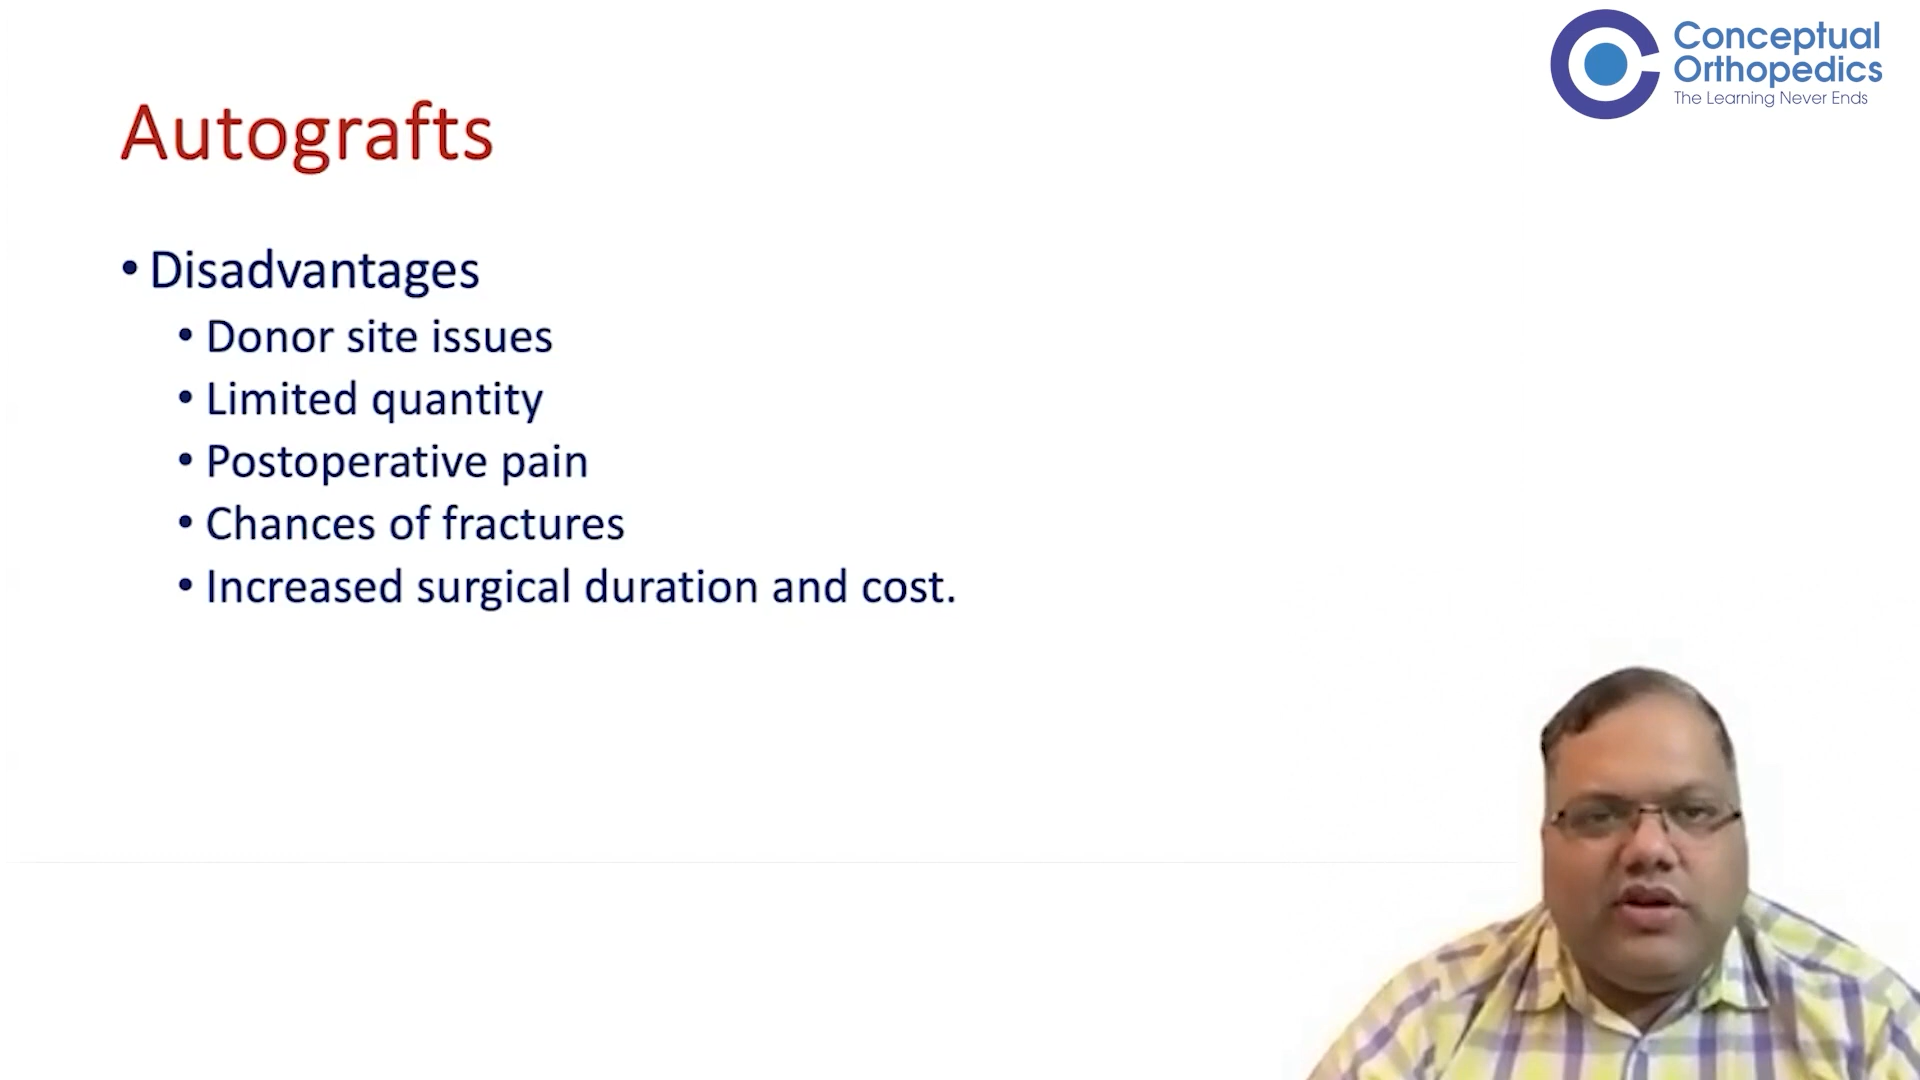 Conceptual
Orthopedics
The Learning Never Ends
Autografts
• Disadvantages
• Donor site issues
• Limited quantity
• Postoperative pain
• Chances of fractures
• Increased surgical duration and cost.